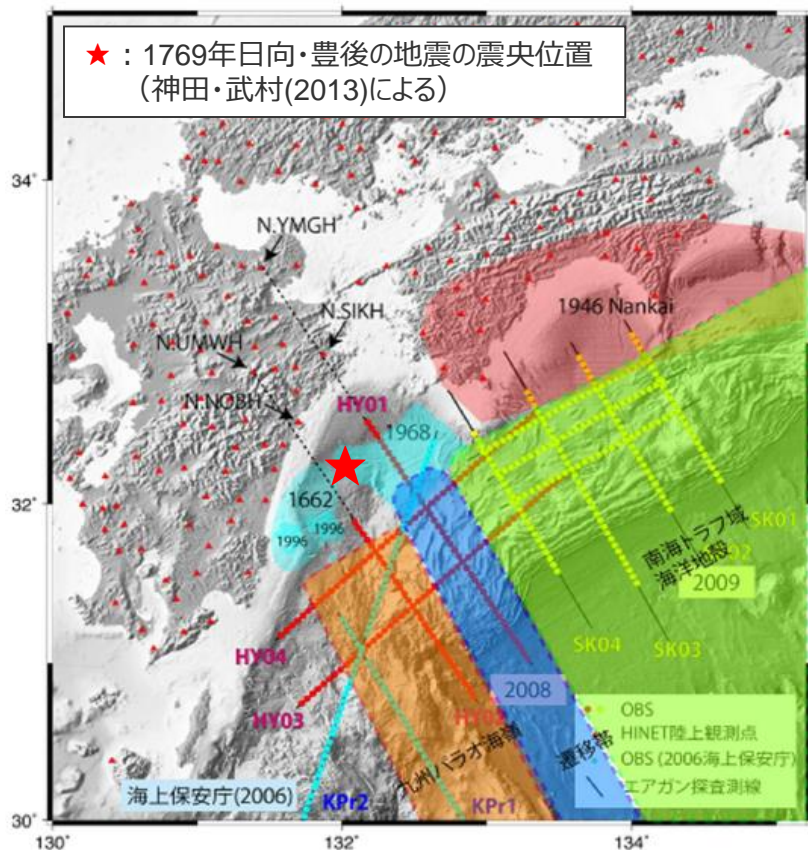 ★：1769年日向・豊後の地震の震央位置
（神田・武村(2013)による）
34°
N.YMGH
N.SIKH
1946 Nankai
N.UMWH
N.NOBH
HY01
1968
32°
1662
1996
1996
南海トラフ域
海洋地殻
SK01
2009
SK04
SK03
HY04
2008
HY03
OBS
HINET陸上観測点
OBS (2006海上保安庁)
エアガン探査測線
遷移帯
九州パラオ海嶺
海上保安庁(2006)
KPr2
KPr1
30°
130°
132°
134°